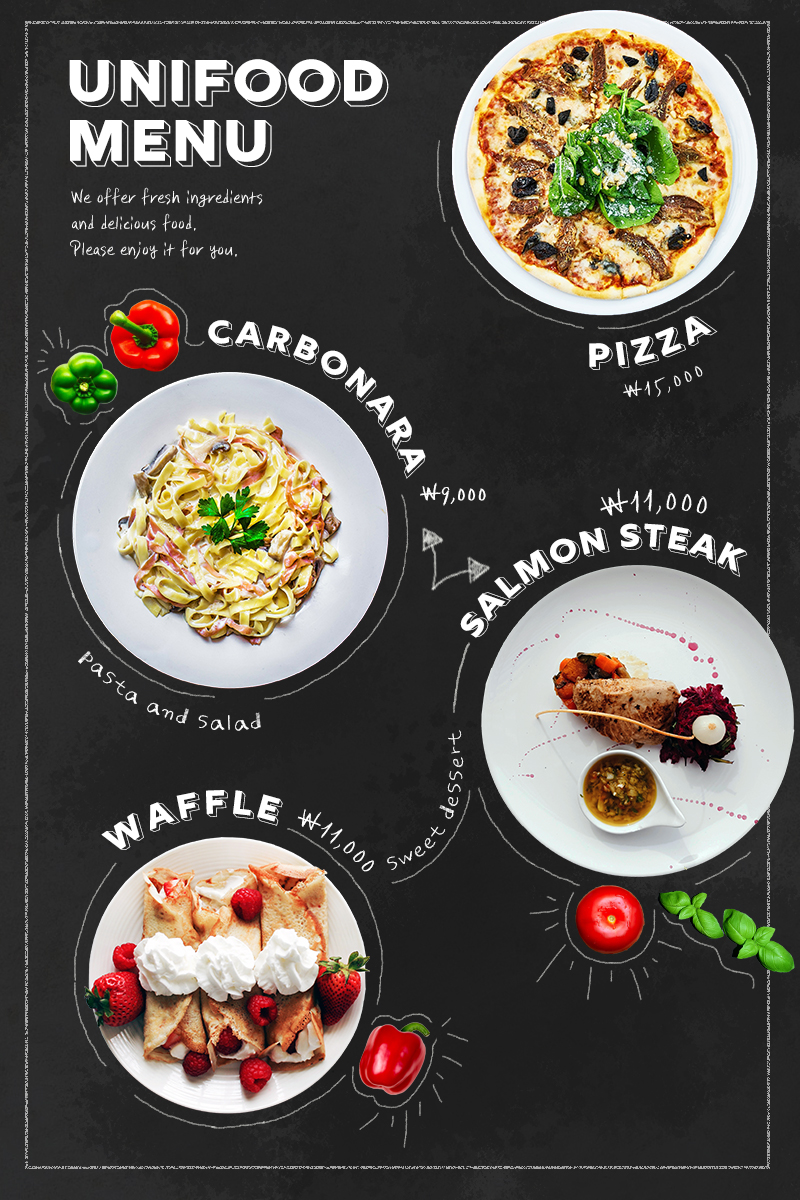 UNIFOOD
MENU
We offer fresh ingredients
and delicious food.
Please enjoy it for you.
PIZZA
₩15,000
CARBONARA
₩9,000
pasta and salad
₩11,000
SALMON STEAK
sweet dessert
WAFFLE ₩11,000